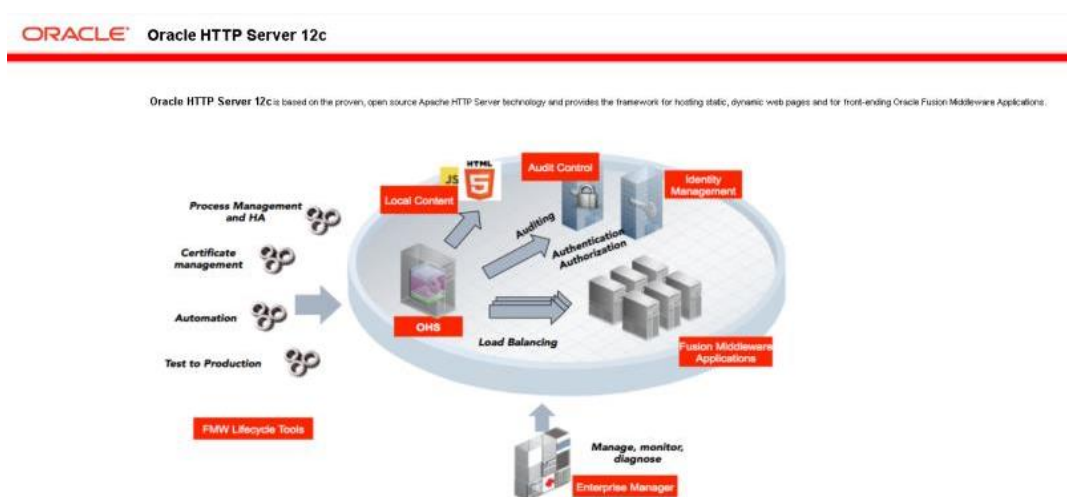 ORACLE Oracle HTTP Server 12c
Oracle HTTP Server 12c is based on the proven, open source Apache HTTP Server technology and provides the framework for hosting static, dynamic web pages and for front-ending Oracle Fusion Middleware Applications.
HTML
JS
5
Local Content
Audit Control
Identity
Management
Process Management
and HA
Auditing
Authentication
Authorization
Certificate
management
Automation
OHS
Load Balancing
Fusion Middleware
Applications
Test to Production
FMW Lifecycle Tools
Manage, monitor,
diagnose
Enterprise Manager